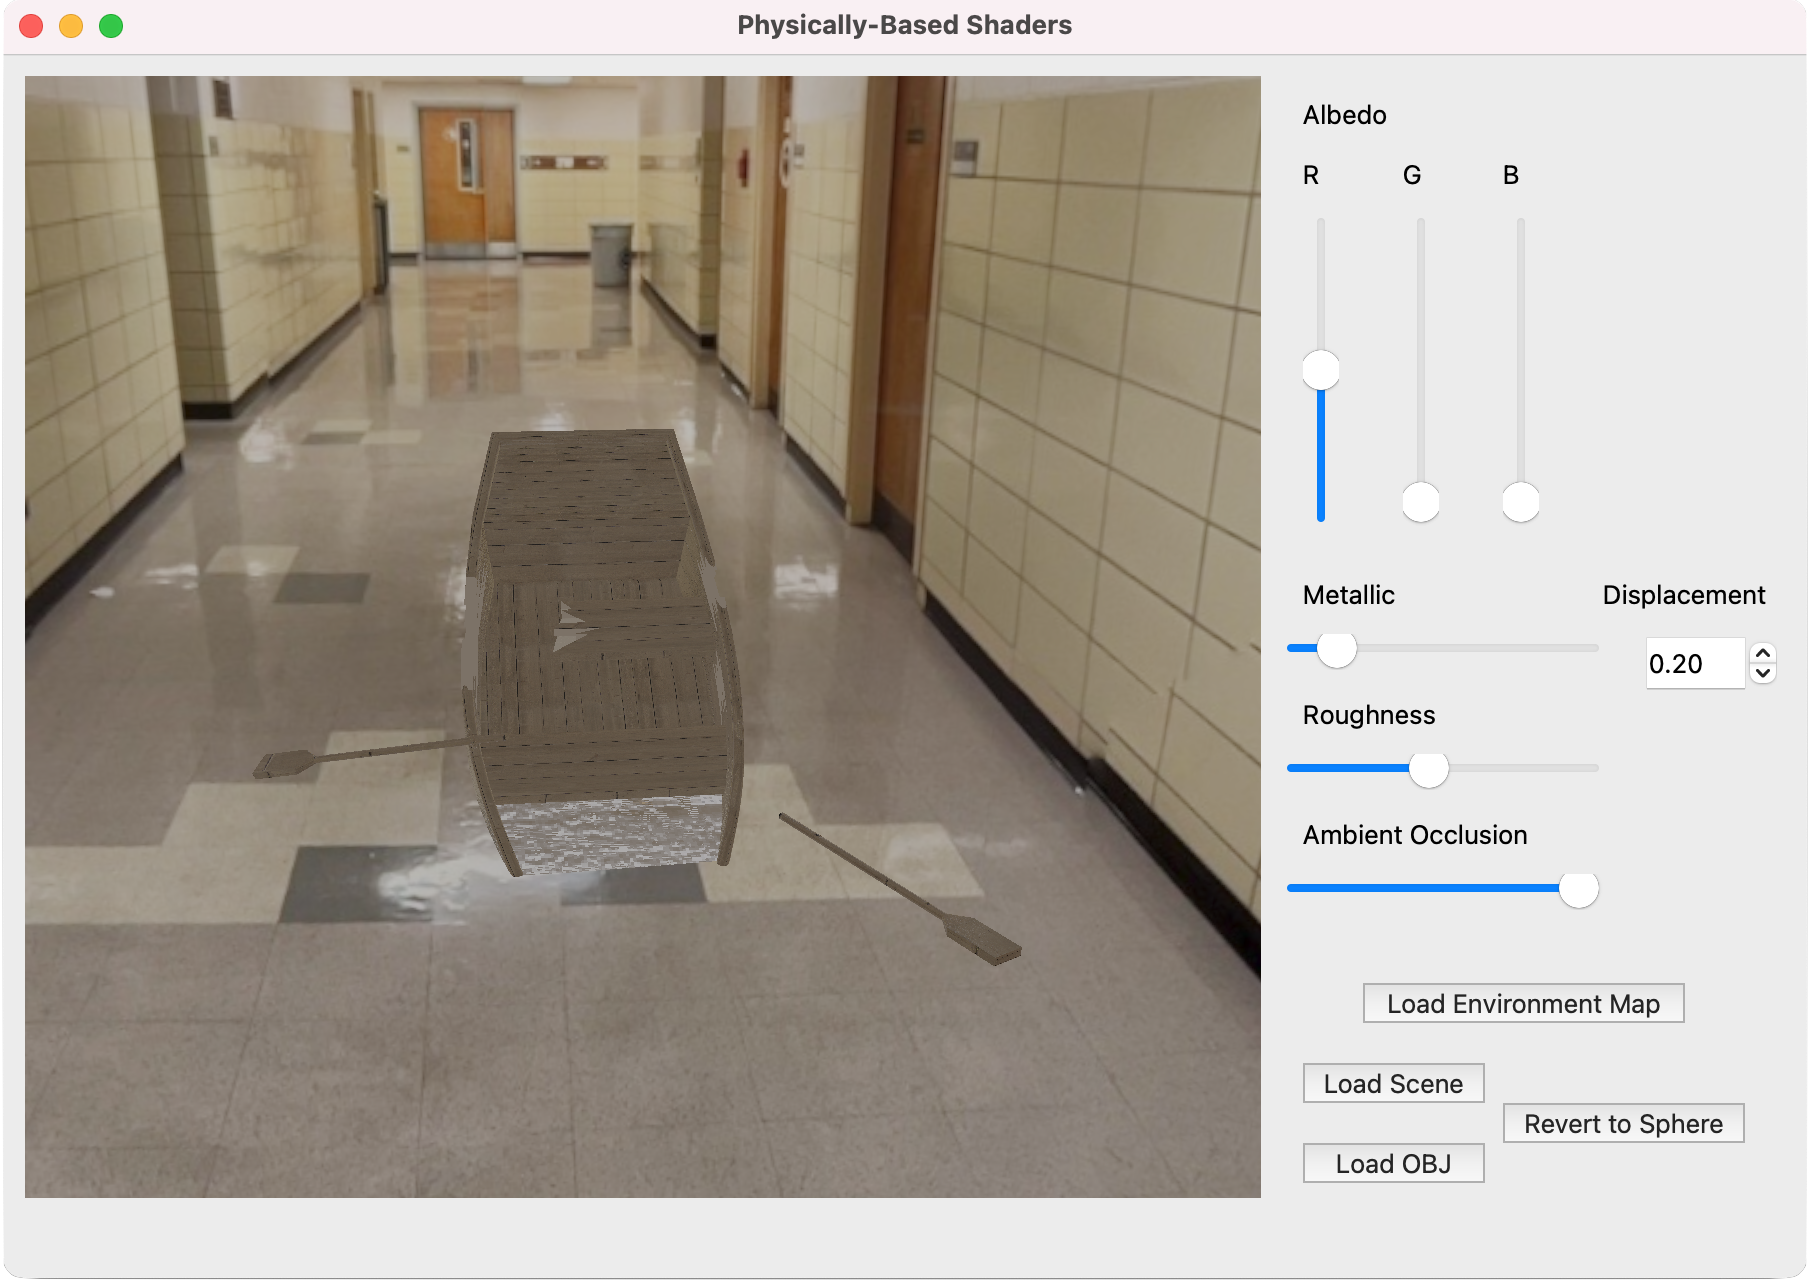 Physically-Based Shaders
Albedo
R G B
Metallic Displacement
0.20
Roughness
Ambient Occlusion
Load Environment Map
Load Scene
Revert to Sphere
Load OBJ